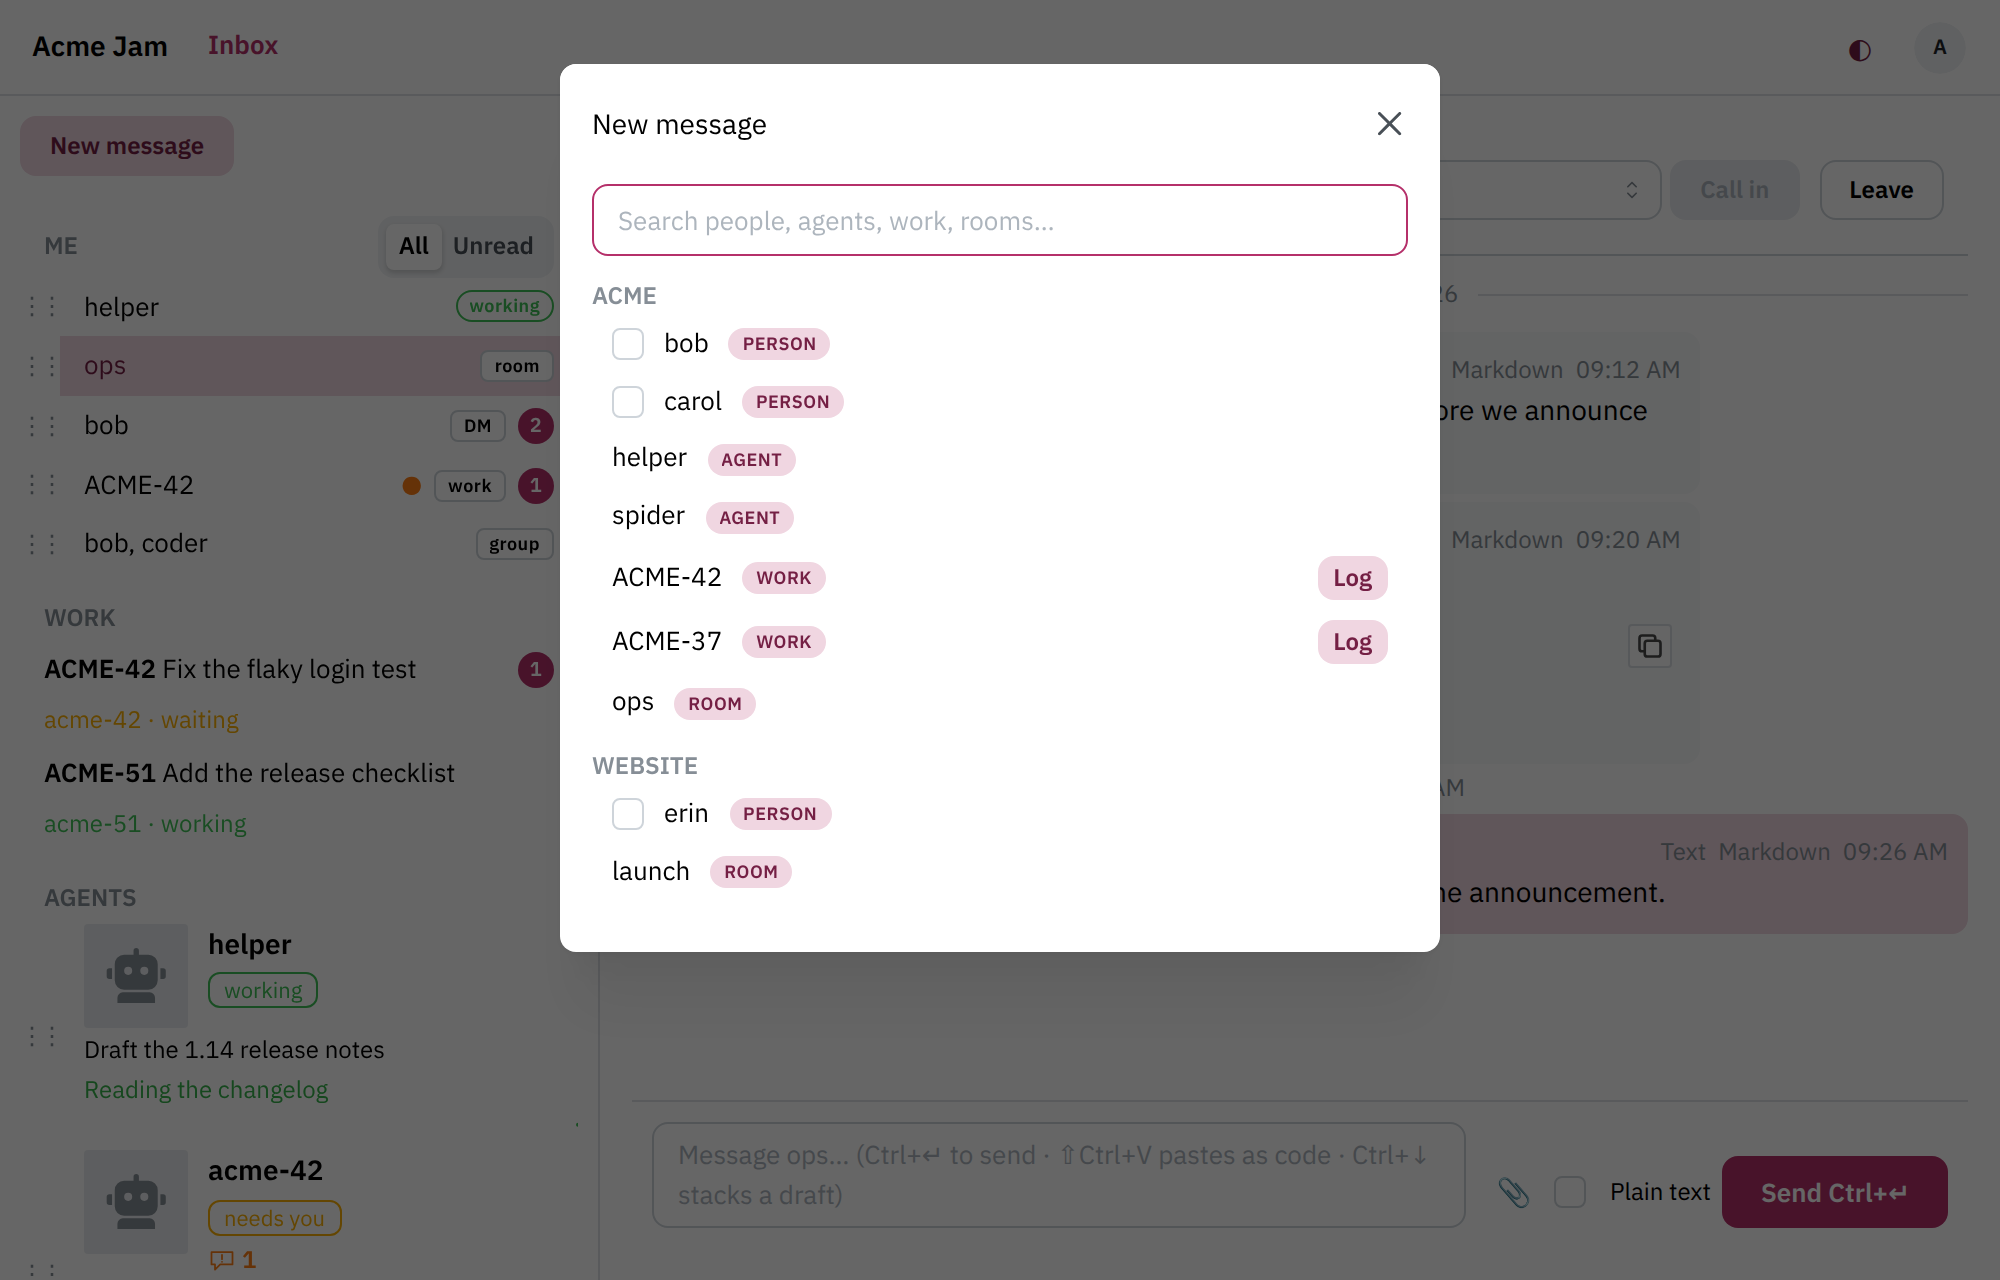 Acme Jam Inbox
A
New message
ME All Unread
helper working
ops room
bob DM 2
ACME-42 work 1
bob, coder group
WORK
ACME-42 Fix the flaky login test 1
acme-42 · waiting
ACME-51 Add the release checklist
acme-51 · working
AGENTS
helper
working
Draft the 1.14 release notes
Reading the changelog
acme-42
needs you
1
New message
Search people, agents, work, rooms...
ACME
bob PERSON
carol PERSON
helper AGENT
spider AGENT
ACME-42 WORK Log
ACME-37 WORK Log
ops ROOM
WEBSITE
erin PERSON
launch ROOM
Call in Leave
Markdown 09:12 AM
we announce
Markdown 09:20 AM
AM
Text Markdown 09:26 AM
announcement.
Message ops... (Ctrl+↵ to send · ⇧Ctrl+V pastes as code · Ctrl+↓
stacks a draft)
Plain text Send Ctrl+↵